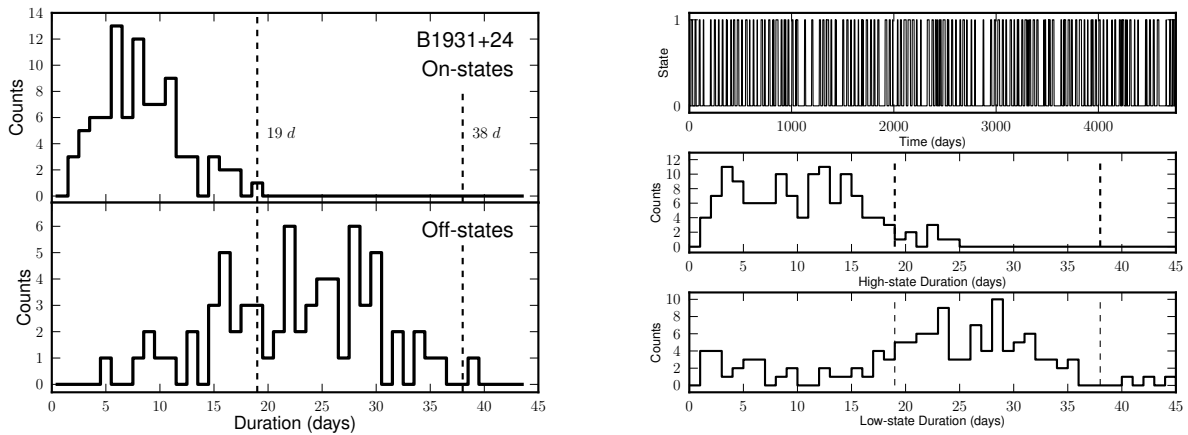 14
12
10
8
6
4
2
0
Counts
B1931+24
On-states
19 d
38 d
6
5
4
3
2
1
0
Counts
Off-states
0 5 10 15 20 25 30 35 40 45
Duration (days)
1
0
State
0 1000 2000 3000 4000
Time (days)
12
10
8
6
4
2
0
Counts
0 5 10 15 20 25 30 35 40 45
High-state Duration (days)
10
8
6
4
2
0
Counts
0 5 10 15 20 25 30 35 40 45
Low-state Duration (days)